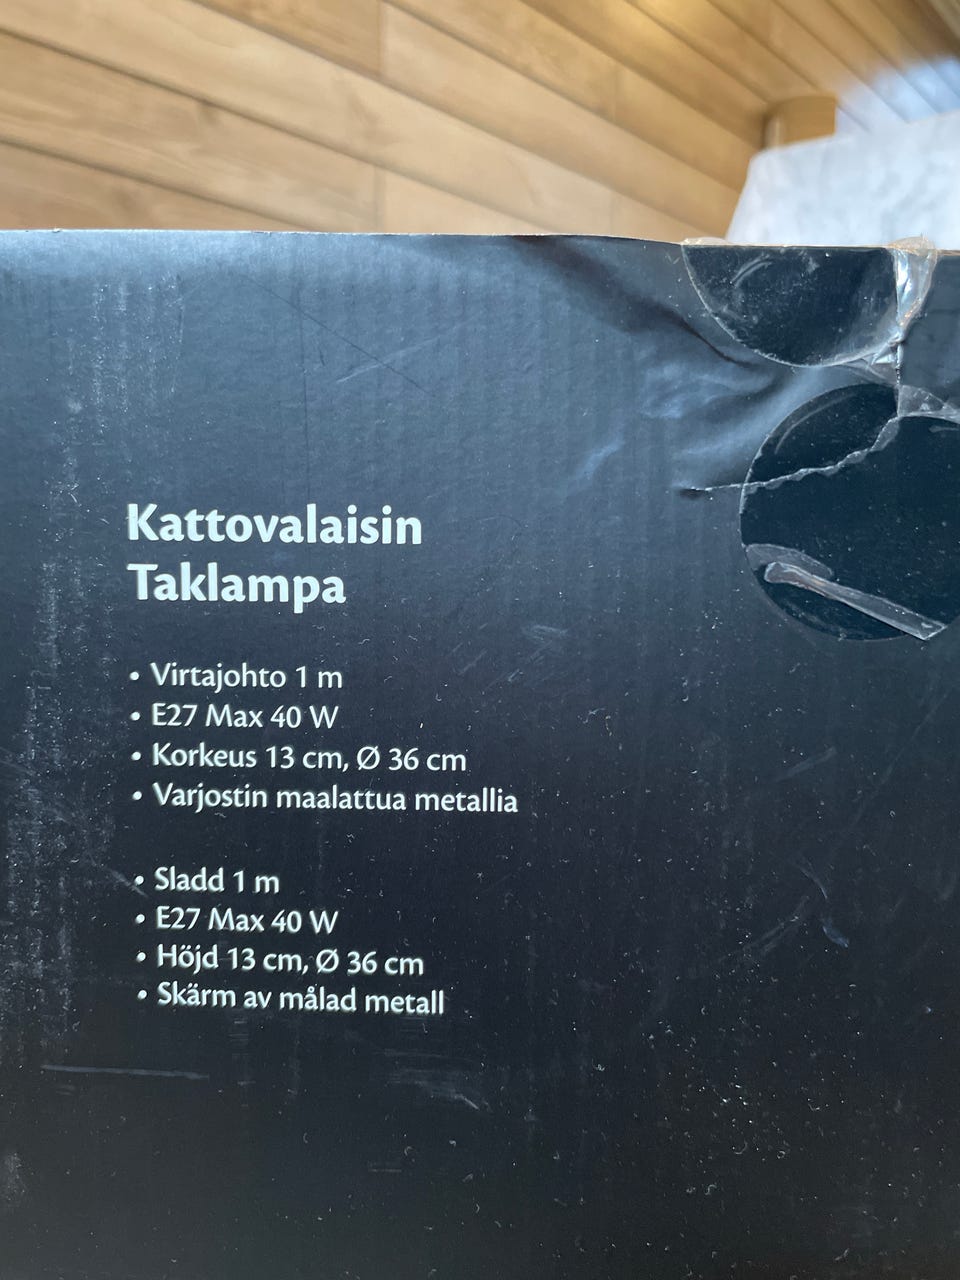 Kattovalaisin
Taklampa
• Virtajohto 1 m
• E27 Max 40 W
• Korkeus 13 cm, Ø 36 cm
• Varjostin maalattua metallia
• Sladd 1 m
• E27 Max 40 W
• Höjd 13 cm, Ø 36 cm
• Skärm av målad metall